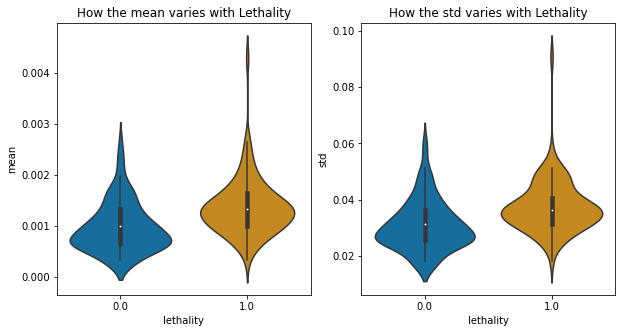 How the mean varies with Lethality
mean
0.004
0.003
0.002
0.001
0.000
0.0
1.0
lethality
How the std varies with Lethality
std
0.10
0.08
0.06
0.04
0.02
0.0
1.0
lethality